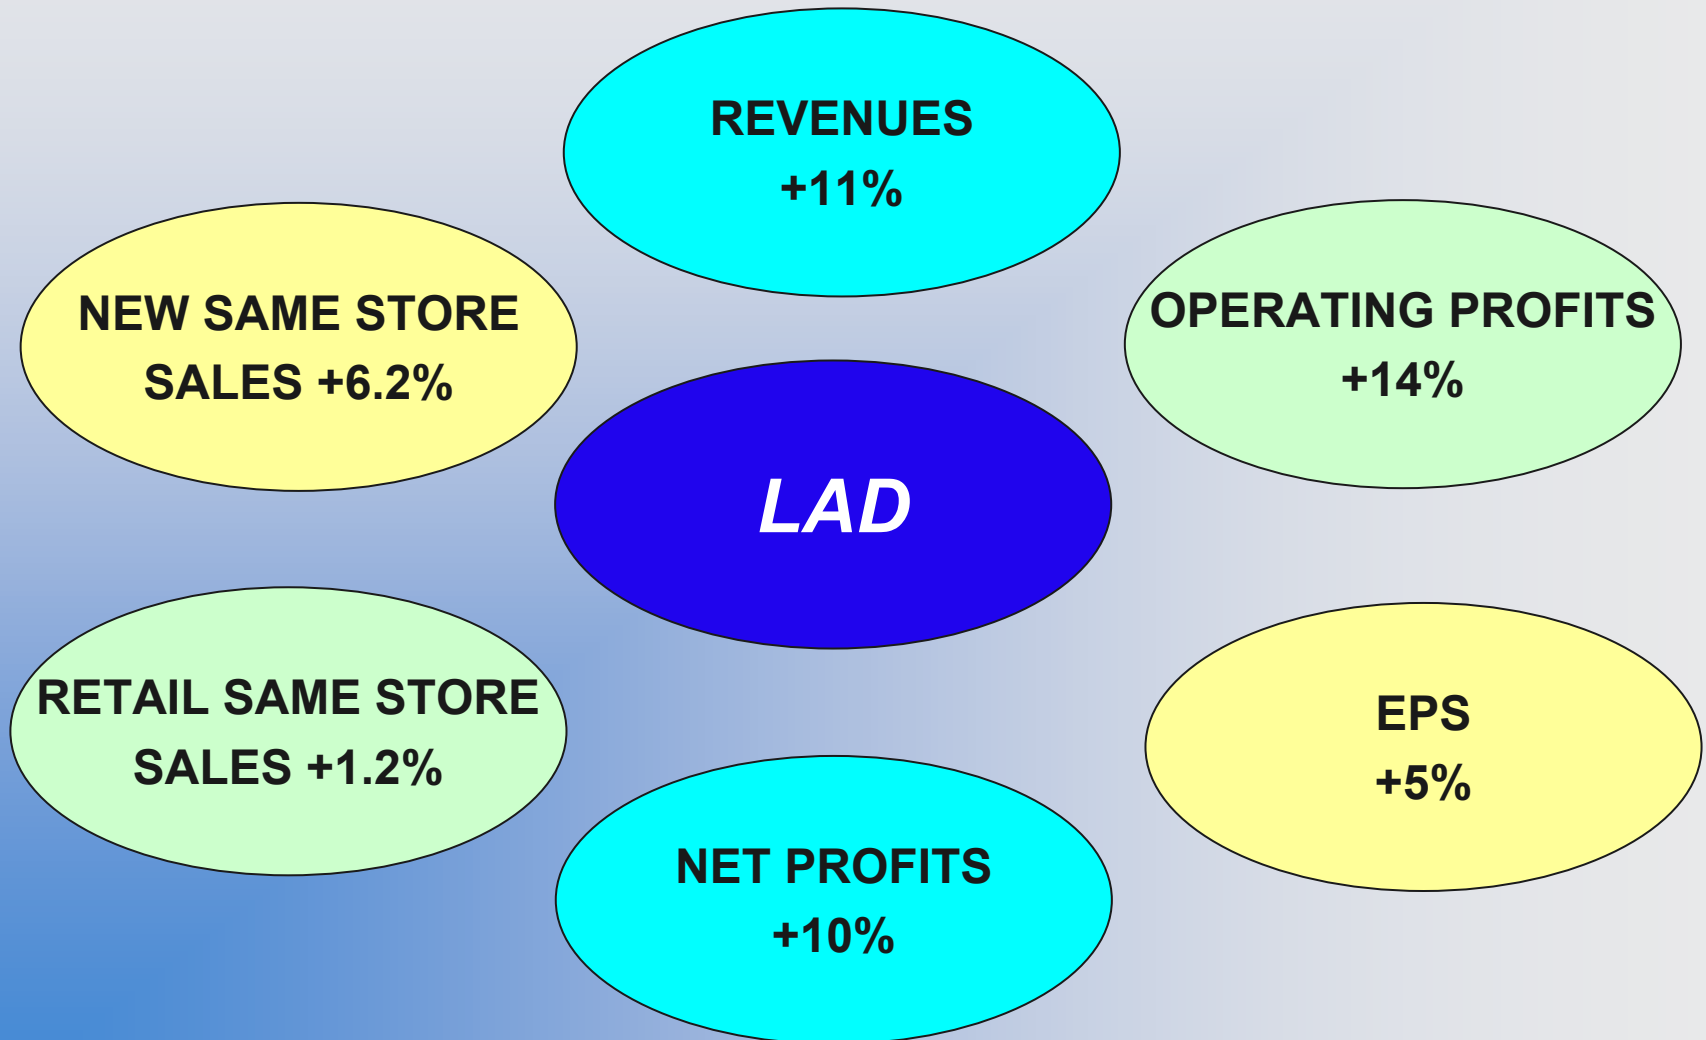 REVENUES
+11%
NEW SAME STORE
SALES +6.2%
OPERATING PROFITS
+14%
LAD
RETAIL SAME STORE
SALES +1.2%
EPS
+5%
NET PROFITS
+10%